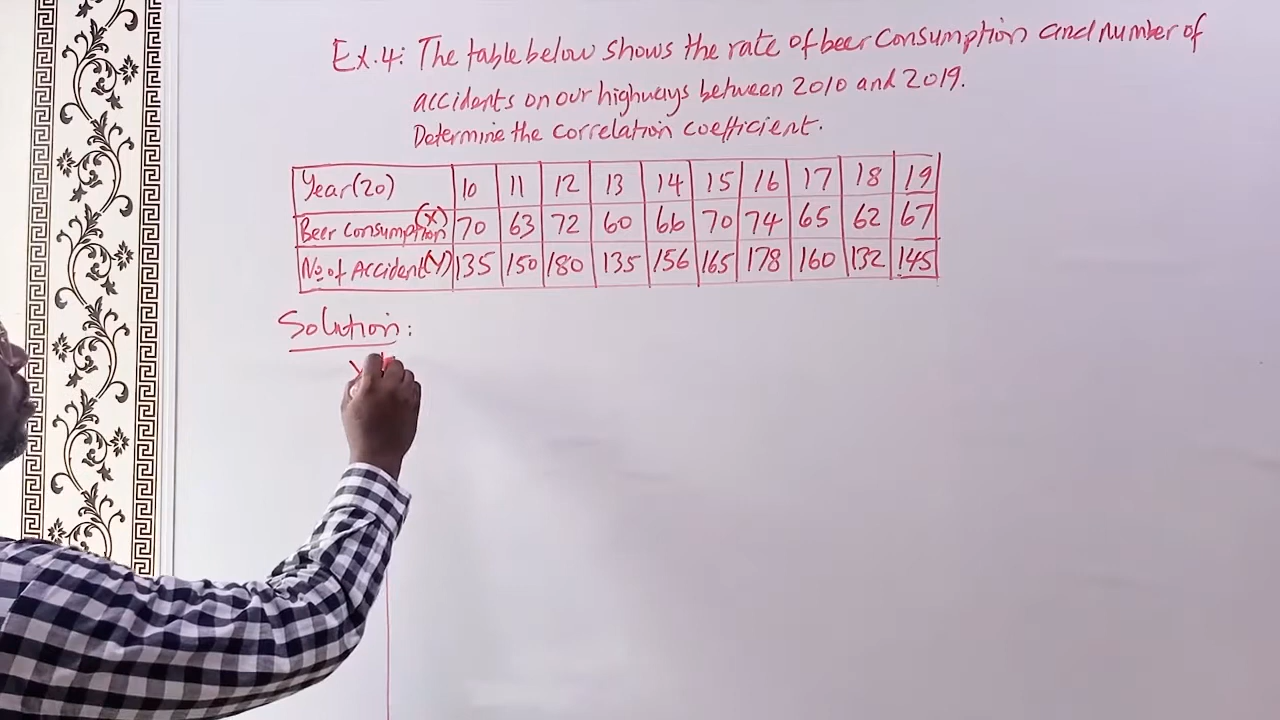 Ex.4: The table below shows the rate of beer consumption and number of
accidents on our highways between 2010 and 2019.
Determine the correlation coefficient.
Year(20) 10 11 12 13 14 15 16 17 18 19
Beer Consumption (X) 70 63 72 60 66 70 74 65 62 67
No of Accident(Y) 135 150 180 135 156 165 178 160 132 145
Solution: